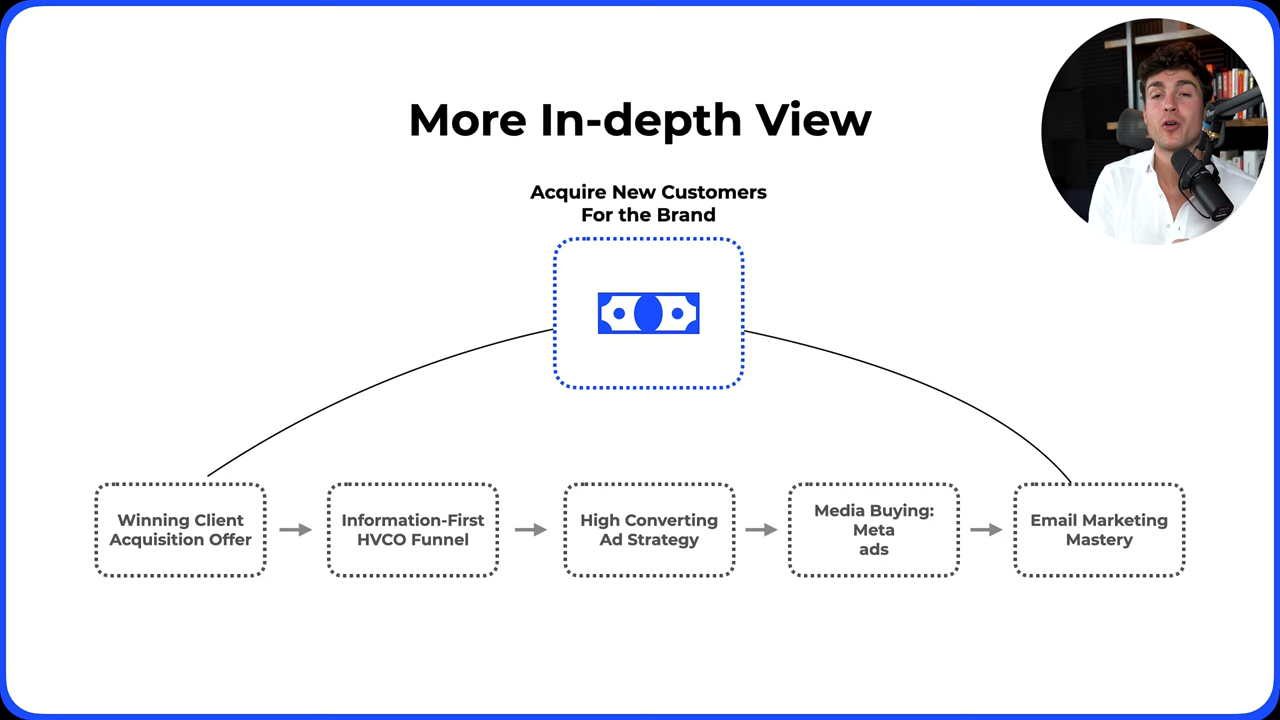 More In-depth View
Acquire New Customers
For the Brand
Winning Client
Acquisition Offer
Information-First
HVCO Funnel
High Converting
Ad Strategy
Media Buying:
Meta
ads
Email Marketing
Mastery